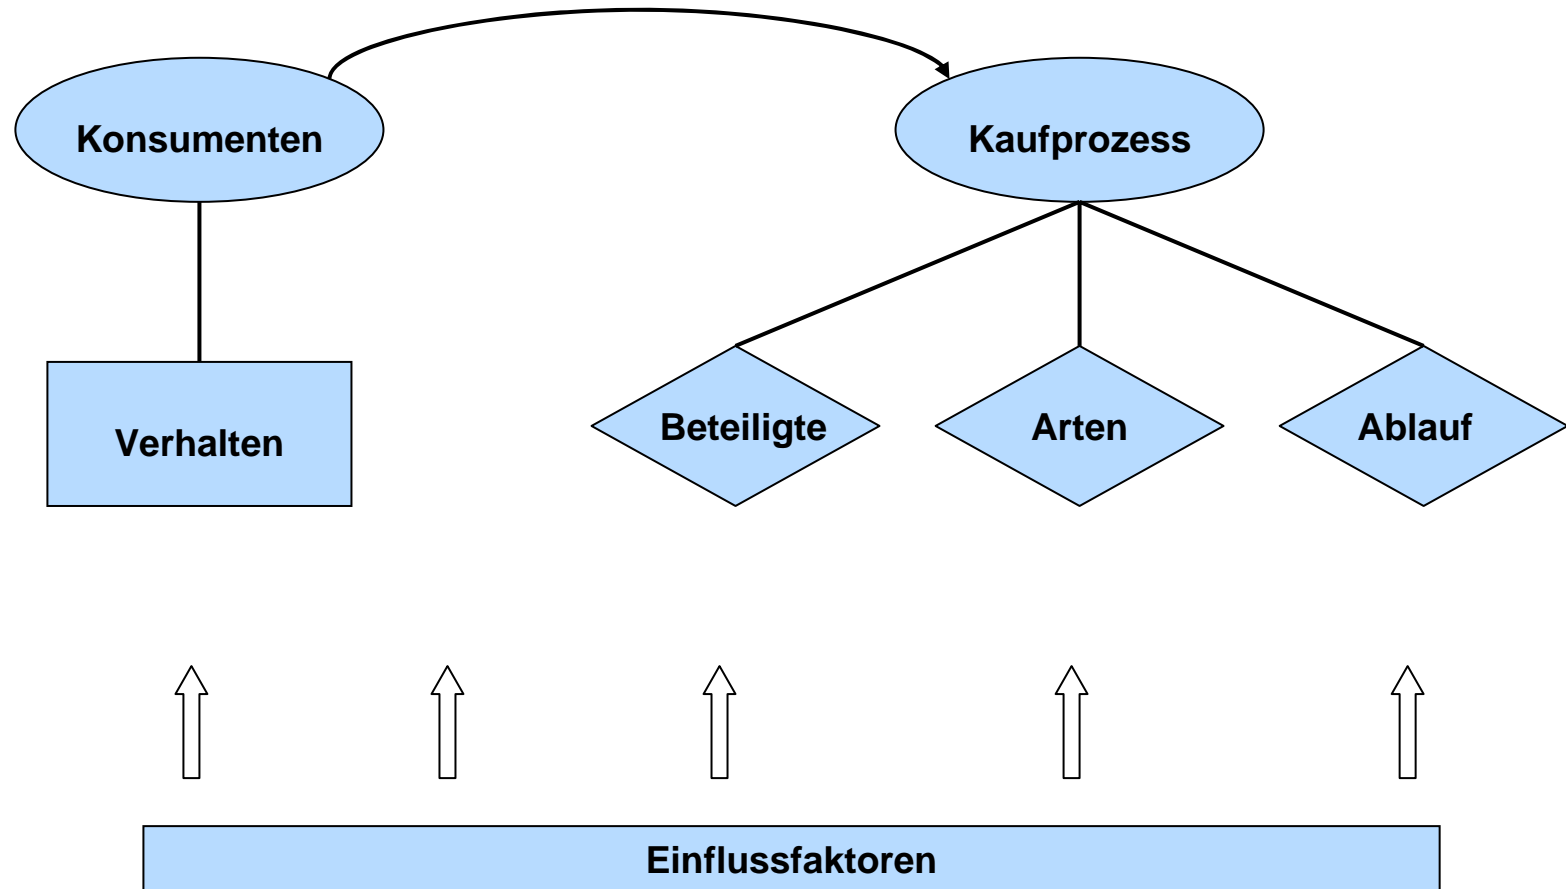 Konsumenten
Kaufprozess
Verhalten
Beteiligte
Arten
Ablauf
Einflussfaktoren